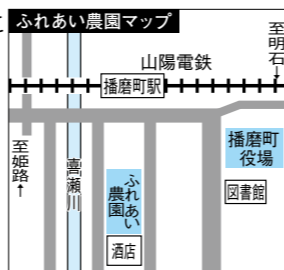 に
ふれあい農園マップ
至明石→
山陽電鉄
播磨町駅
播磨町
役場
図書館
至姫路→
喜瀬川
ふれあい
農園
酒店